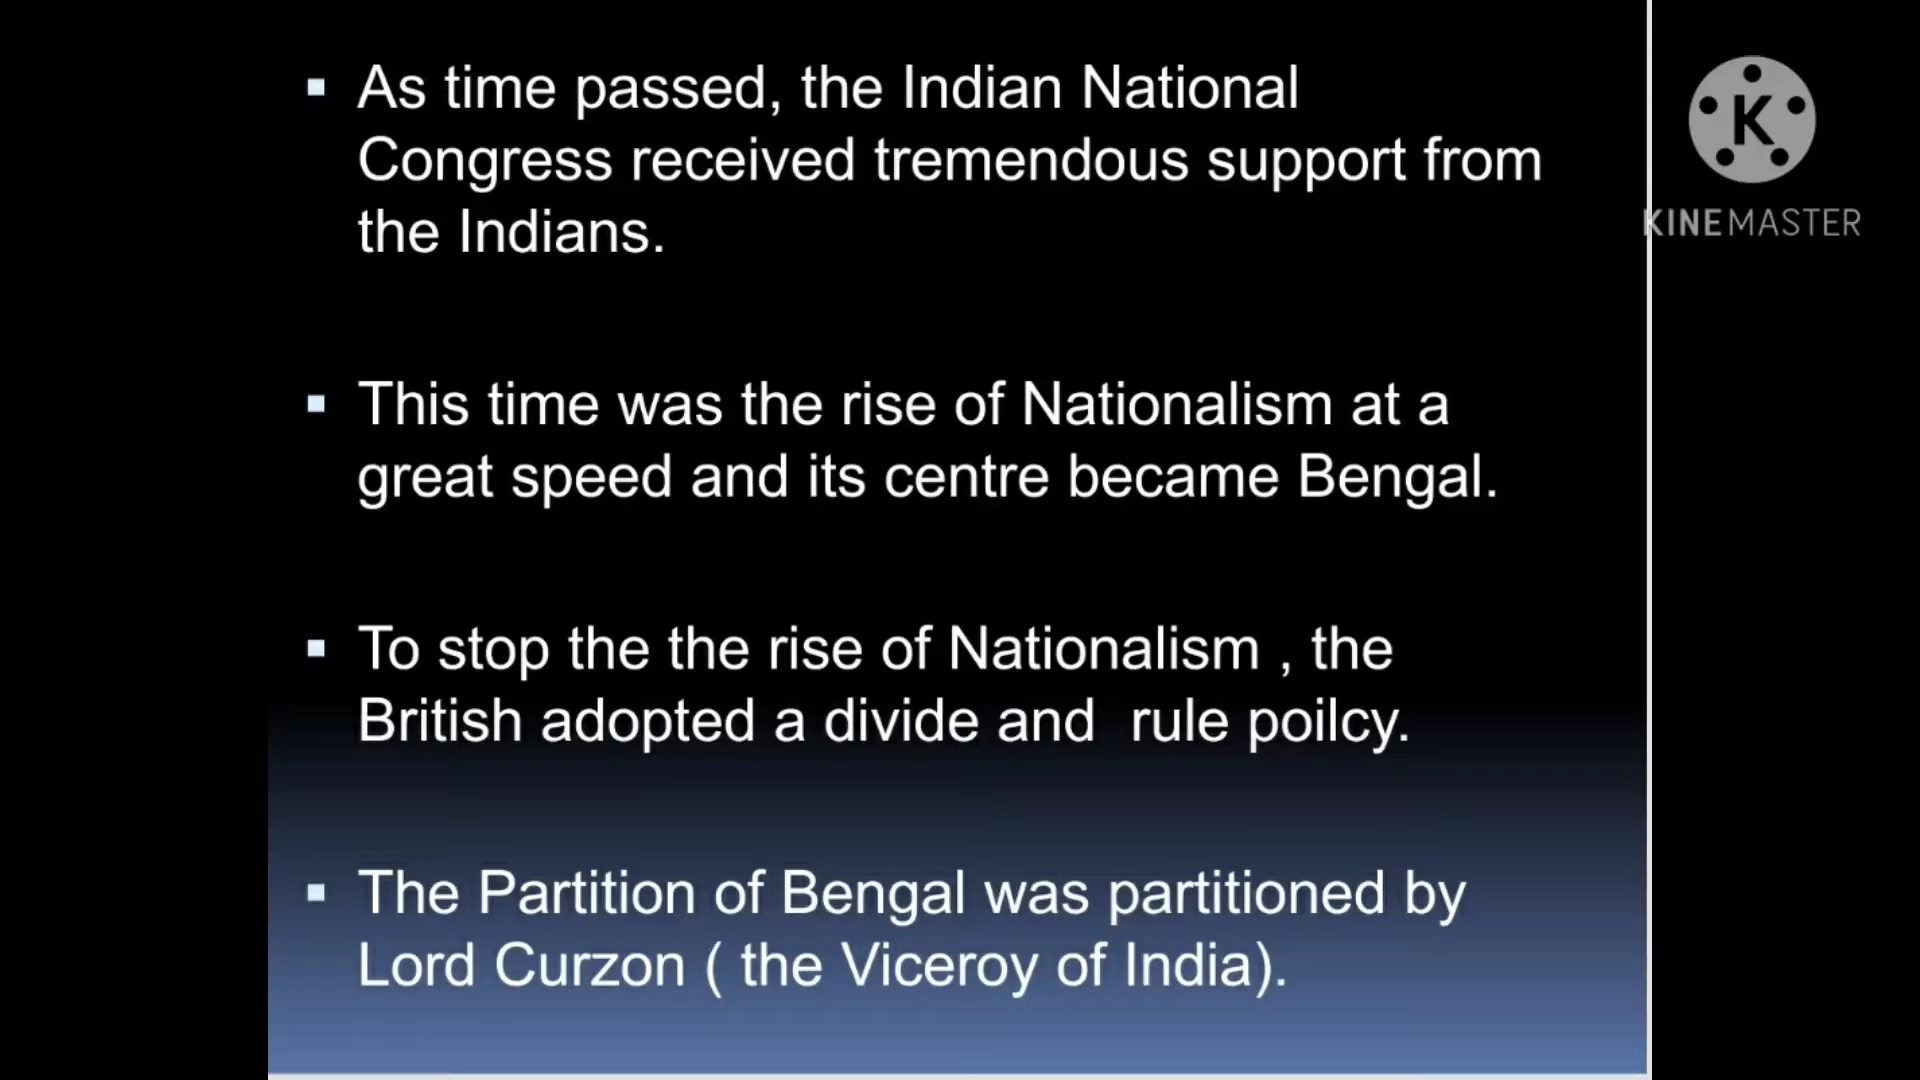 As time passed, the Indian National
Congress received tremendous support from
the Indians.
K
KINEMASTER
This time was the rise of Nationalism at a
great speed and its centre became Bengal.
To stop the the rise of Nationalism , the
British adopted a divide and  rule poilcy.
The Partition of Bengal was partitioned by
Lord Curzon ( the Viceroy of India).